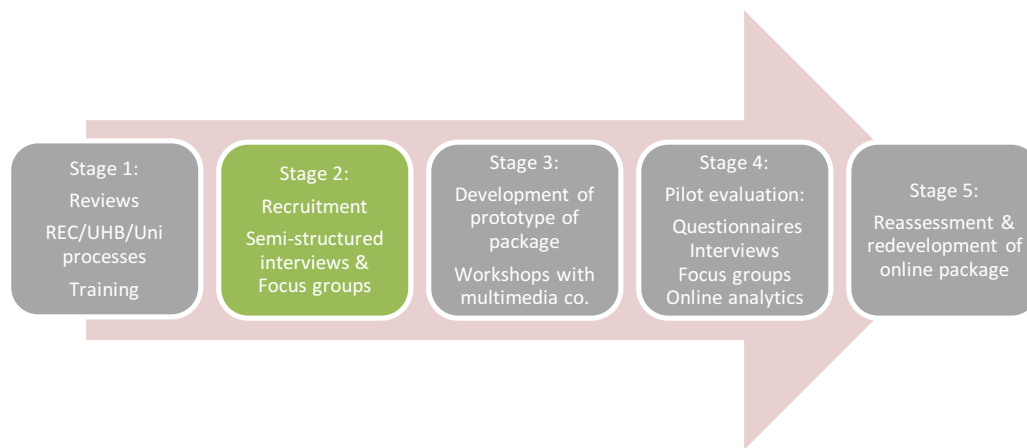 Stage 1:
Reviews
REC/UHB/Uni
processes
Training
Stage 2:
Recruitment
Semi-structured
interviews &
Focus groups
Stage 3:
Development of
prototype of
package
Workshops with
multimedia co.
Stage 4:
Pilot evaluation:
Questionnaires
Interviews
Focus groups
Online analytics
Stage 5:
Reassessment &
redevelopment of
online package